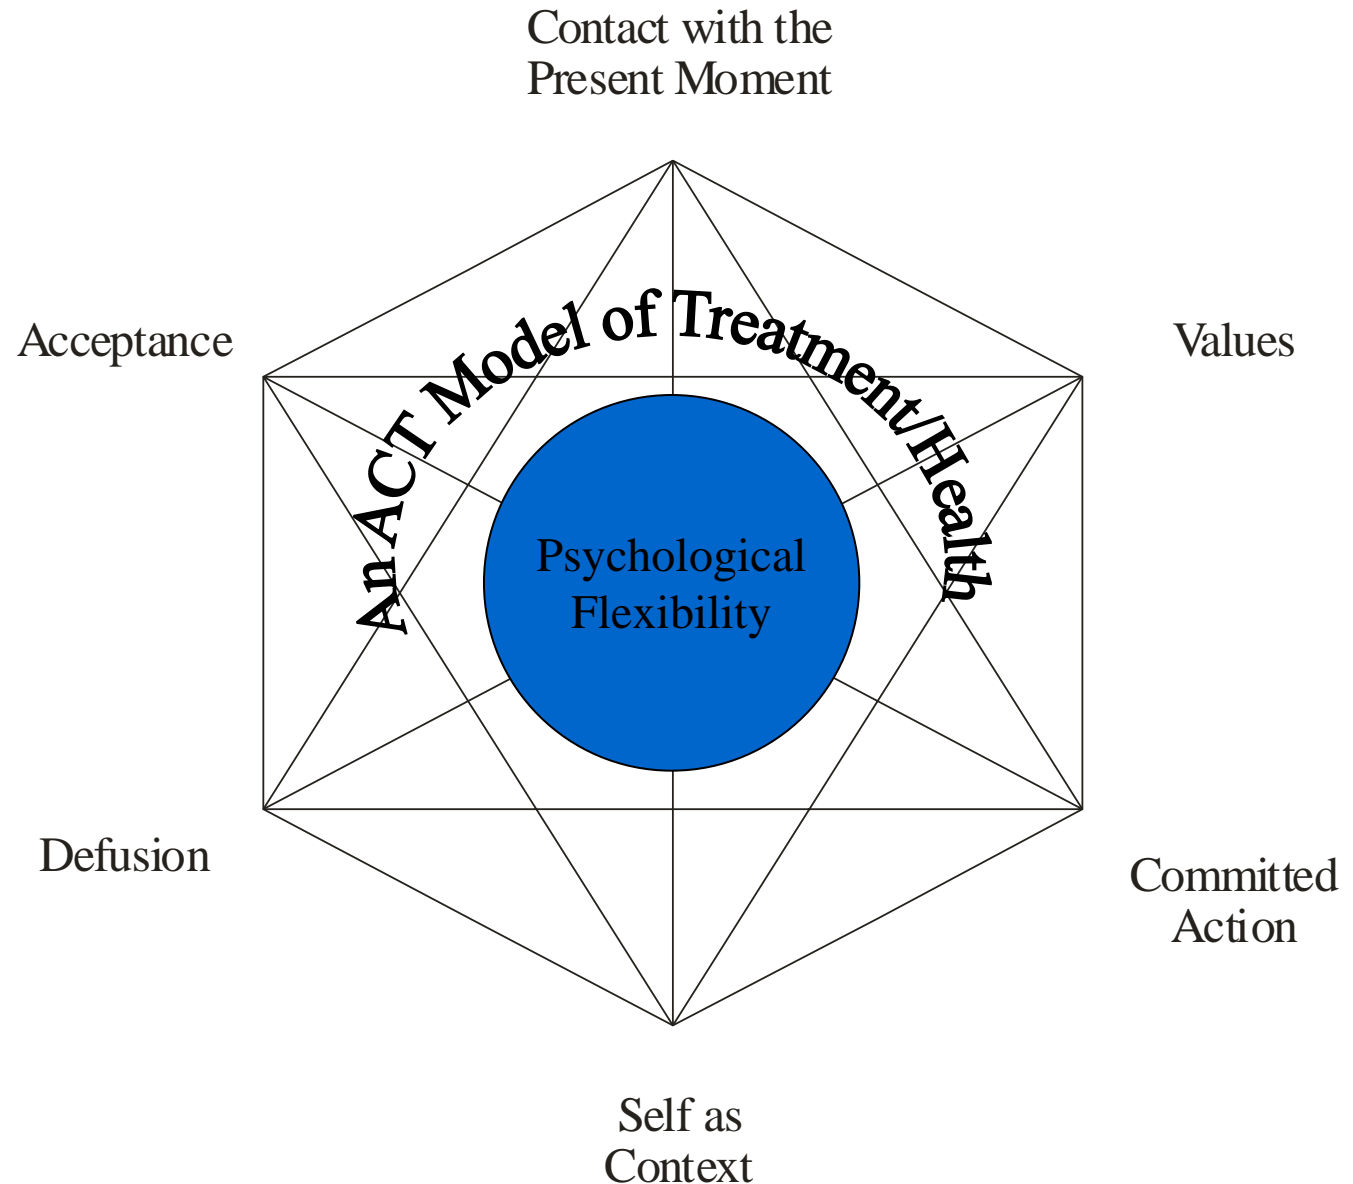 Contact with the
Present Moment
An ACT Model of Treatment/Health
Acceptance
Values
Psychological
Flexibility
Defusion
Committed
Action
Self as
Context